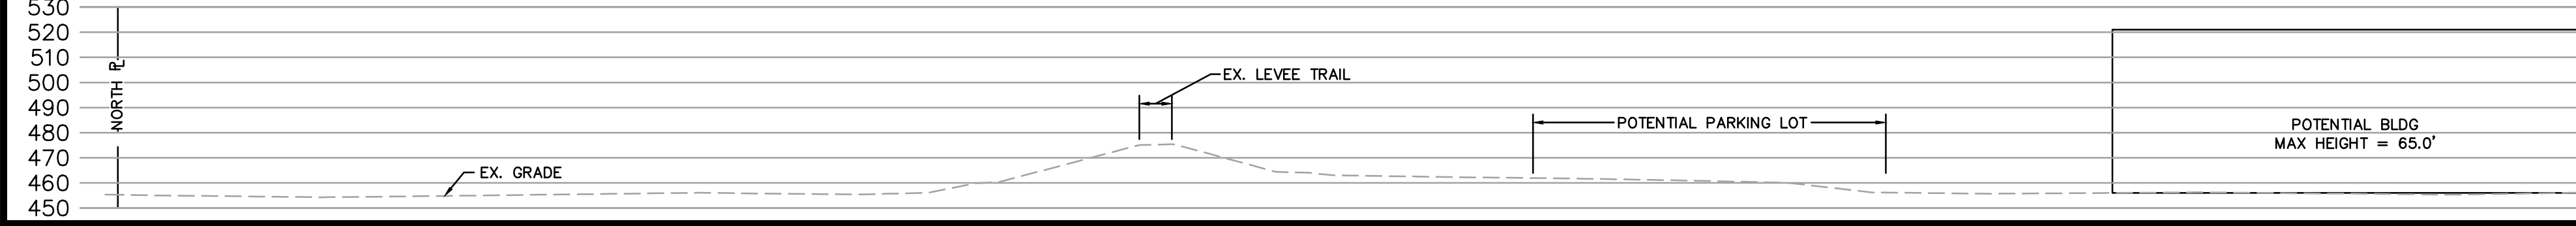 530
520
510
500
490
480
470
460
450
NORTH PL
EX. GRADE
EX. LEVEE TRAIL
POTENTIAL PARKING LOT
POTENTIAL BLDG
MAX HEIGHT = 65.0'